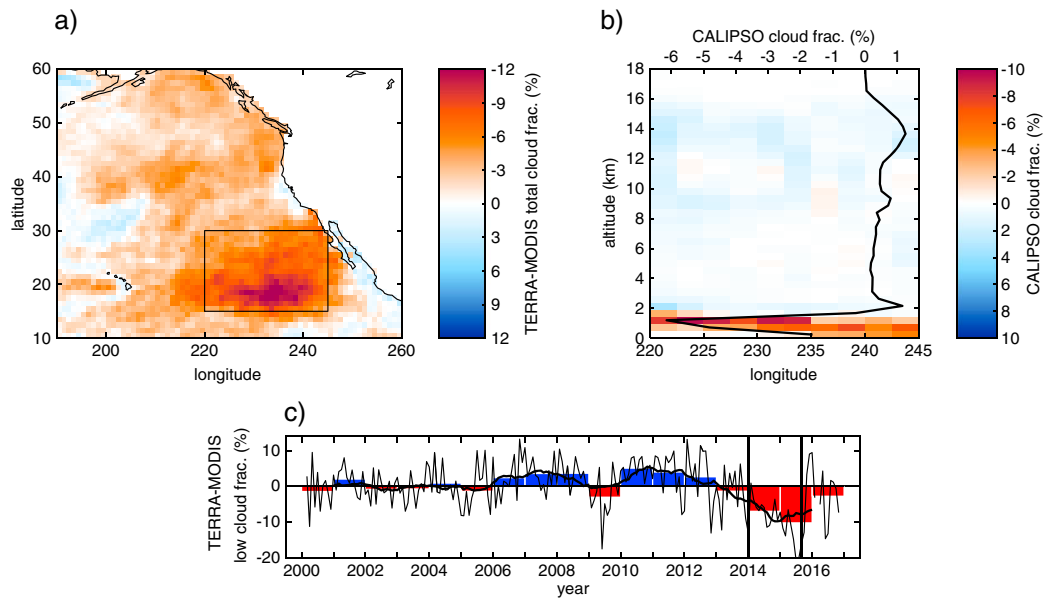 a)
60
50
40
30
20
10
latitude
200
220
240
260
longitude
-12
-9
-6
-3
0
3
6
9
12
TERRA-MODIS total cloud frac. (%)
b)
CALIPSO cloud frac. (%)
-6 -5 -4 -3 -2 -1 0 1
18
16
14
12
10
8
6
4
2
0
altitude (km)
220 225 230 235 240 245
longitude
-10
-8
-6
-4
-2
0
2
4
6
8
10
CALIPSO cloud frac. (%)
c)
TERRA-MODIS
low cloud frac. (%)
10
0
-10
-20
2000 2002 2004 2006 2008 2010 2012 2014 2016
year